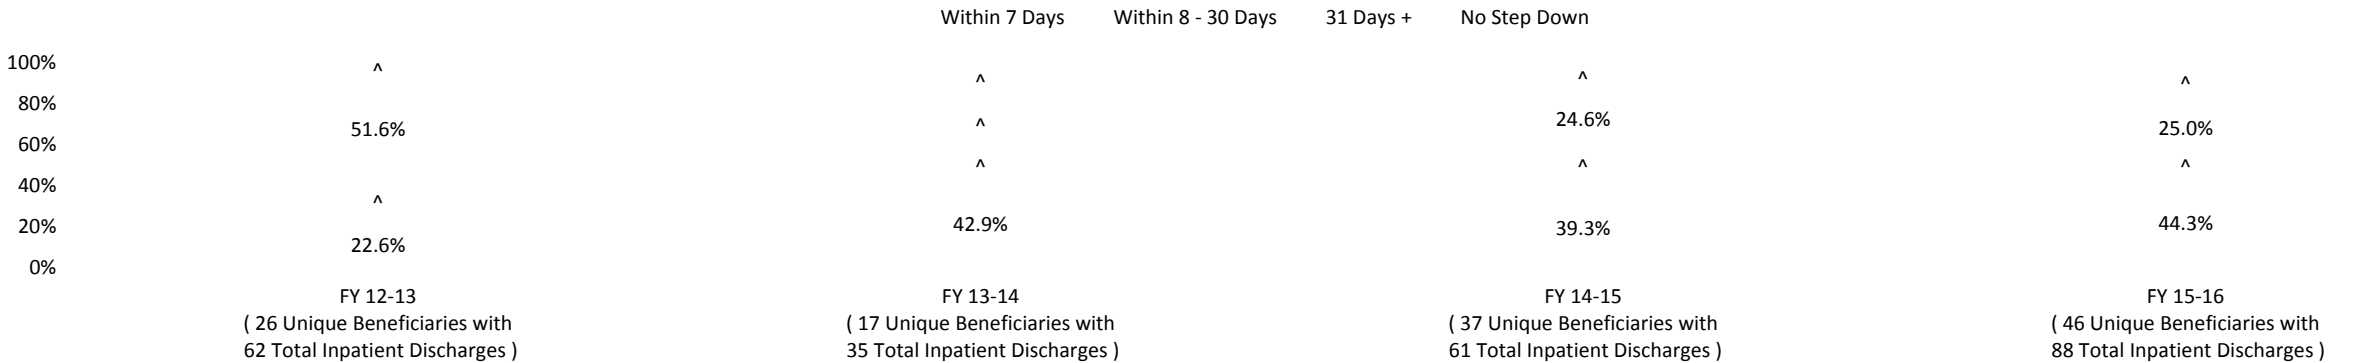 Within 7 Days Within 8 - 30 Days 31 Days + No Step Down
100%
80%
60%
40%
20%
0%
^
51.6%
^
22.6%
^
^
^
42.9%
^
24.6%
^
39.3%
^
25.0%
^
44.3%
FY 12-13
( 26 Unique Beneficiaries with
62 Total Inpatient Discharges )
FY 13-14
( 17 Unique Beneficiaries with
35 Total Inpatient Discharges )
FY 14-15
( 37 Unique Beneficiaries with
61 Total Inpatient Discharges )
FY 15-16
( 46 Unique Beneficiaries with
88 Total Inpatient Discharges )